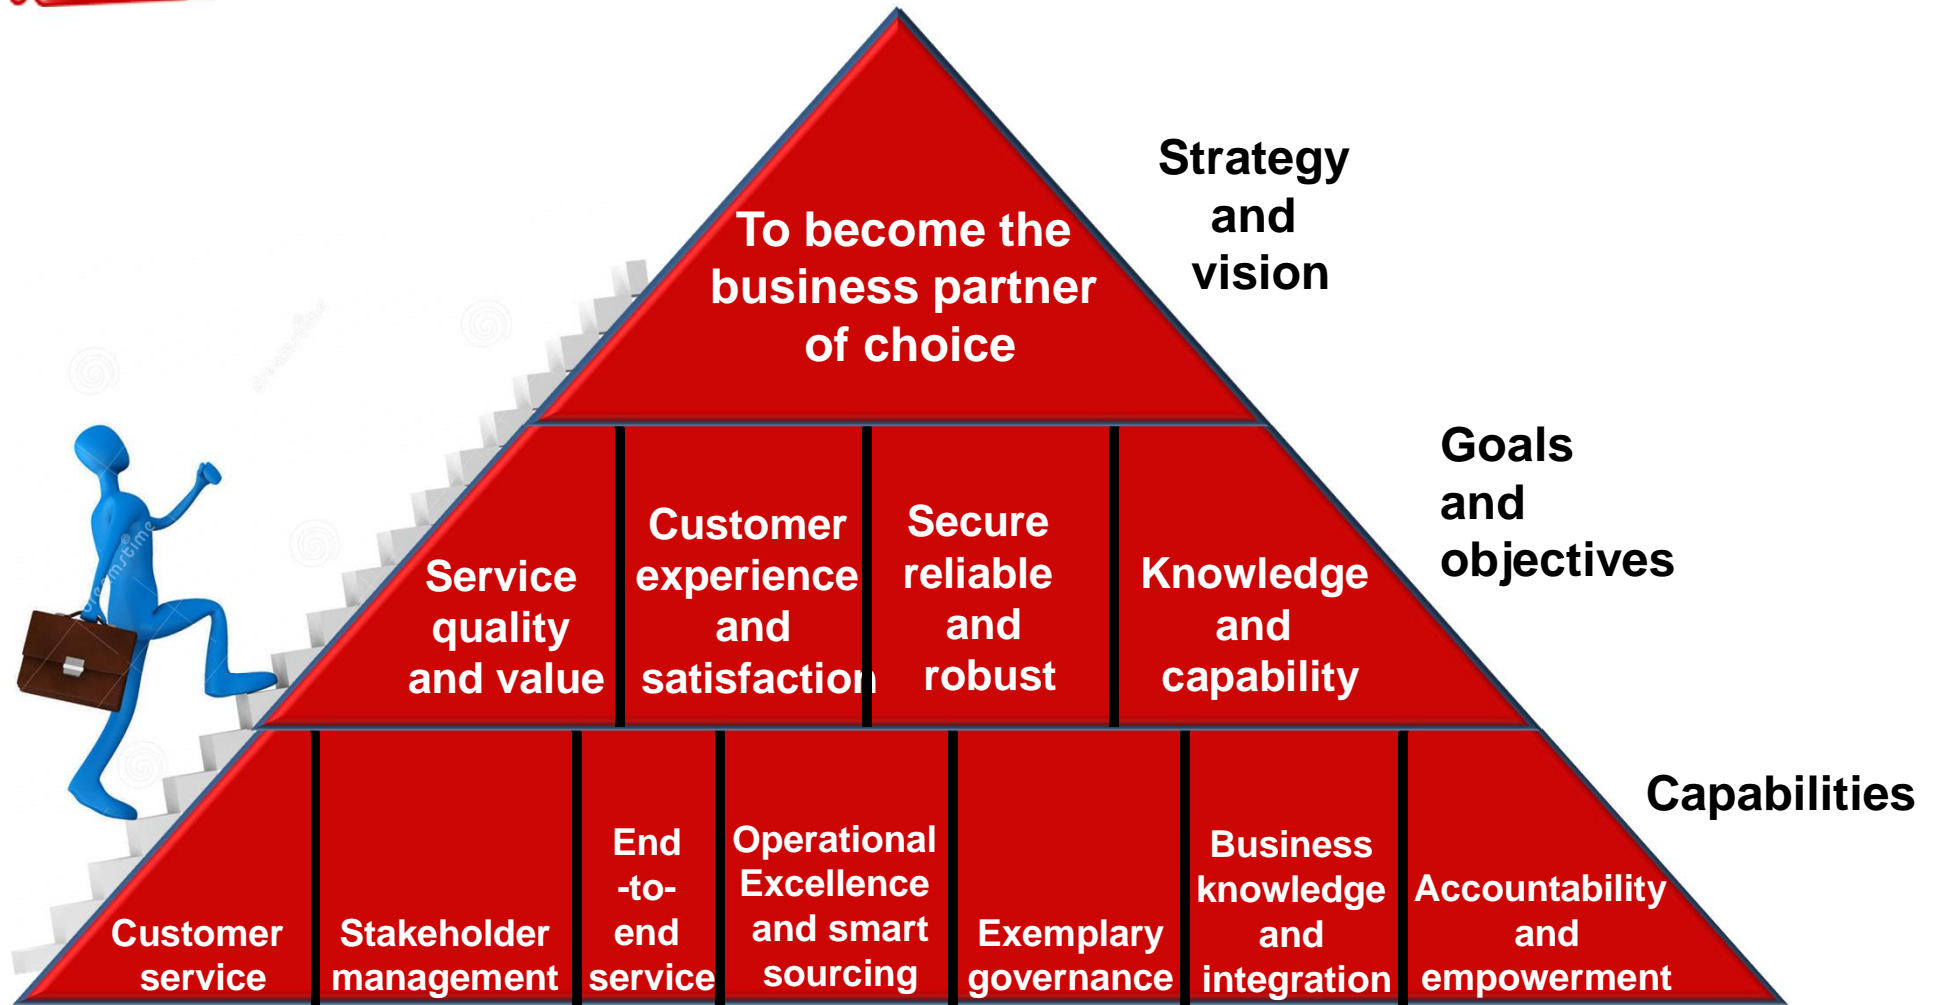 To become the
business partner
of choice
Strategy
and
vision
Service
quality
and value
Customer
experience
and
satisfaction
Secure
reliable
and
robust
Knowledge
and
capability
Goals
and
objectives
Customer
service
Stakeholder
management
End
-to-
end
service
Operational
Excellence
and smart
sourcing
Exemplary
governance
Business
knowledge
and
integration
Accountability
and
empowerment
Capabilities
dreamstime